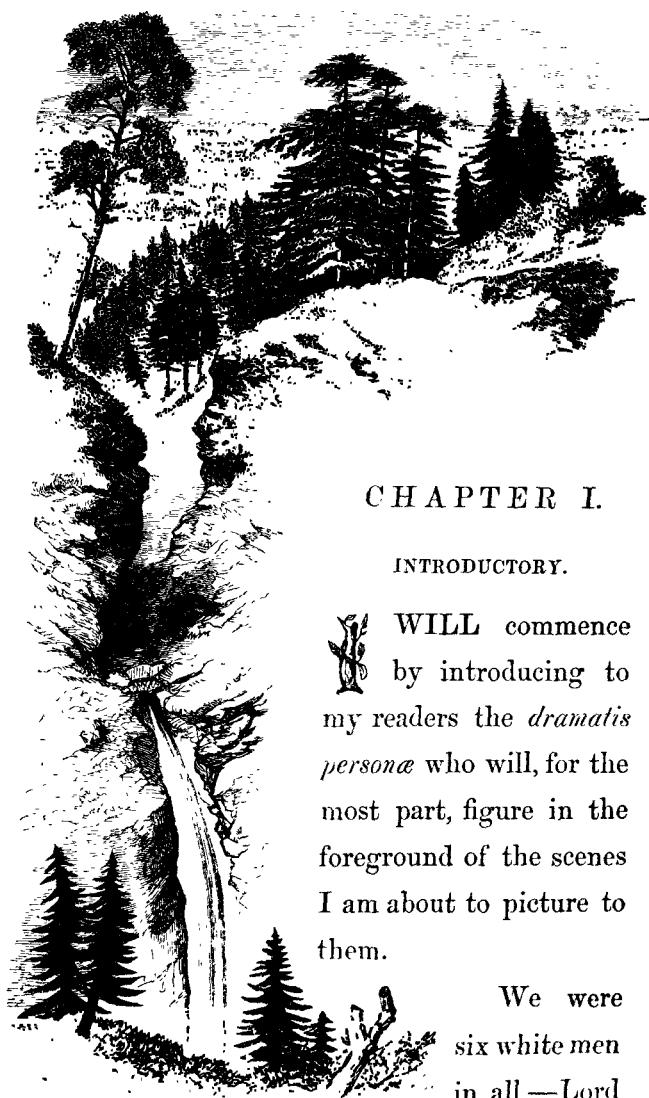 CHAPTER I.
INTRODUCTORY.
I WILL commence
by introducing to
my readers the dramatis
personæ who will, for the
most part, figure in the
foreground of the scenes
I am about to picture to
them.
We were
six white men
in all—Lord